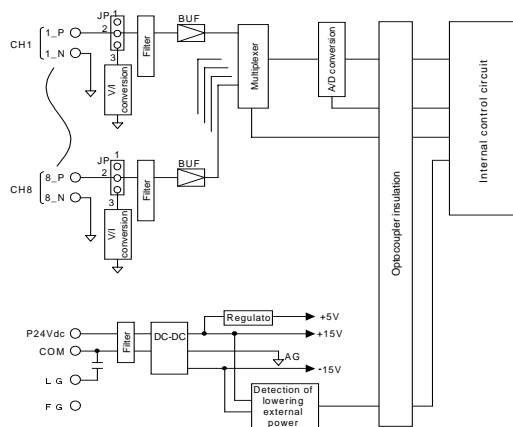 JP 1
CH1
1_P
2
1_N
3
V/I conversion
Filter
BUF
Multiplexer
A/D conversion
Optocoupler insulation
Internal control circuit
JP 1
CH8
8_P
2
8_N
3
V/I conversion
Filter
BUF
P24Vdc
COM
LG
FG
Filter
DC-DC
Regulato
+5V
+15V
AG
-15V
Detection of
lowering
external
power